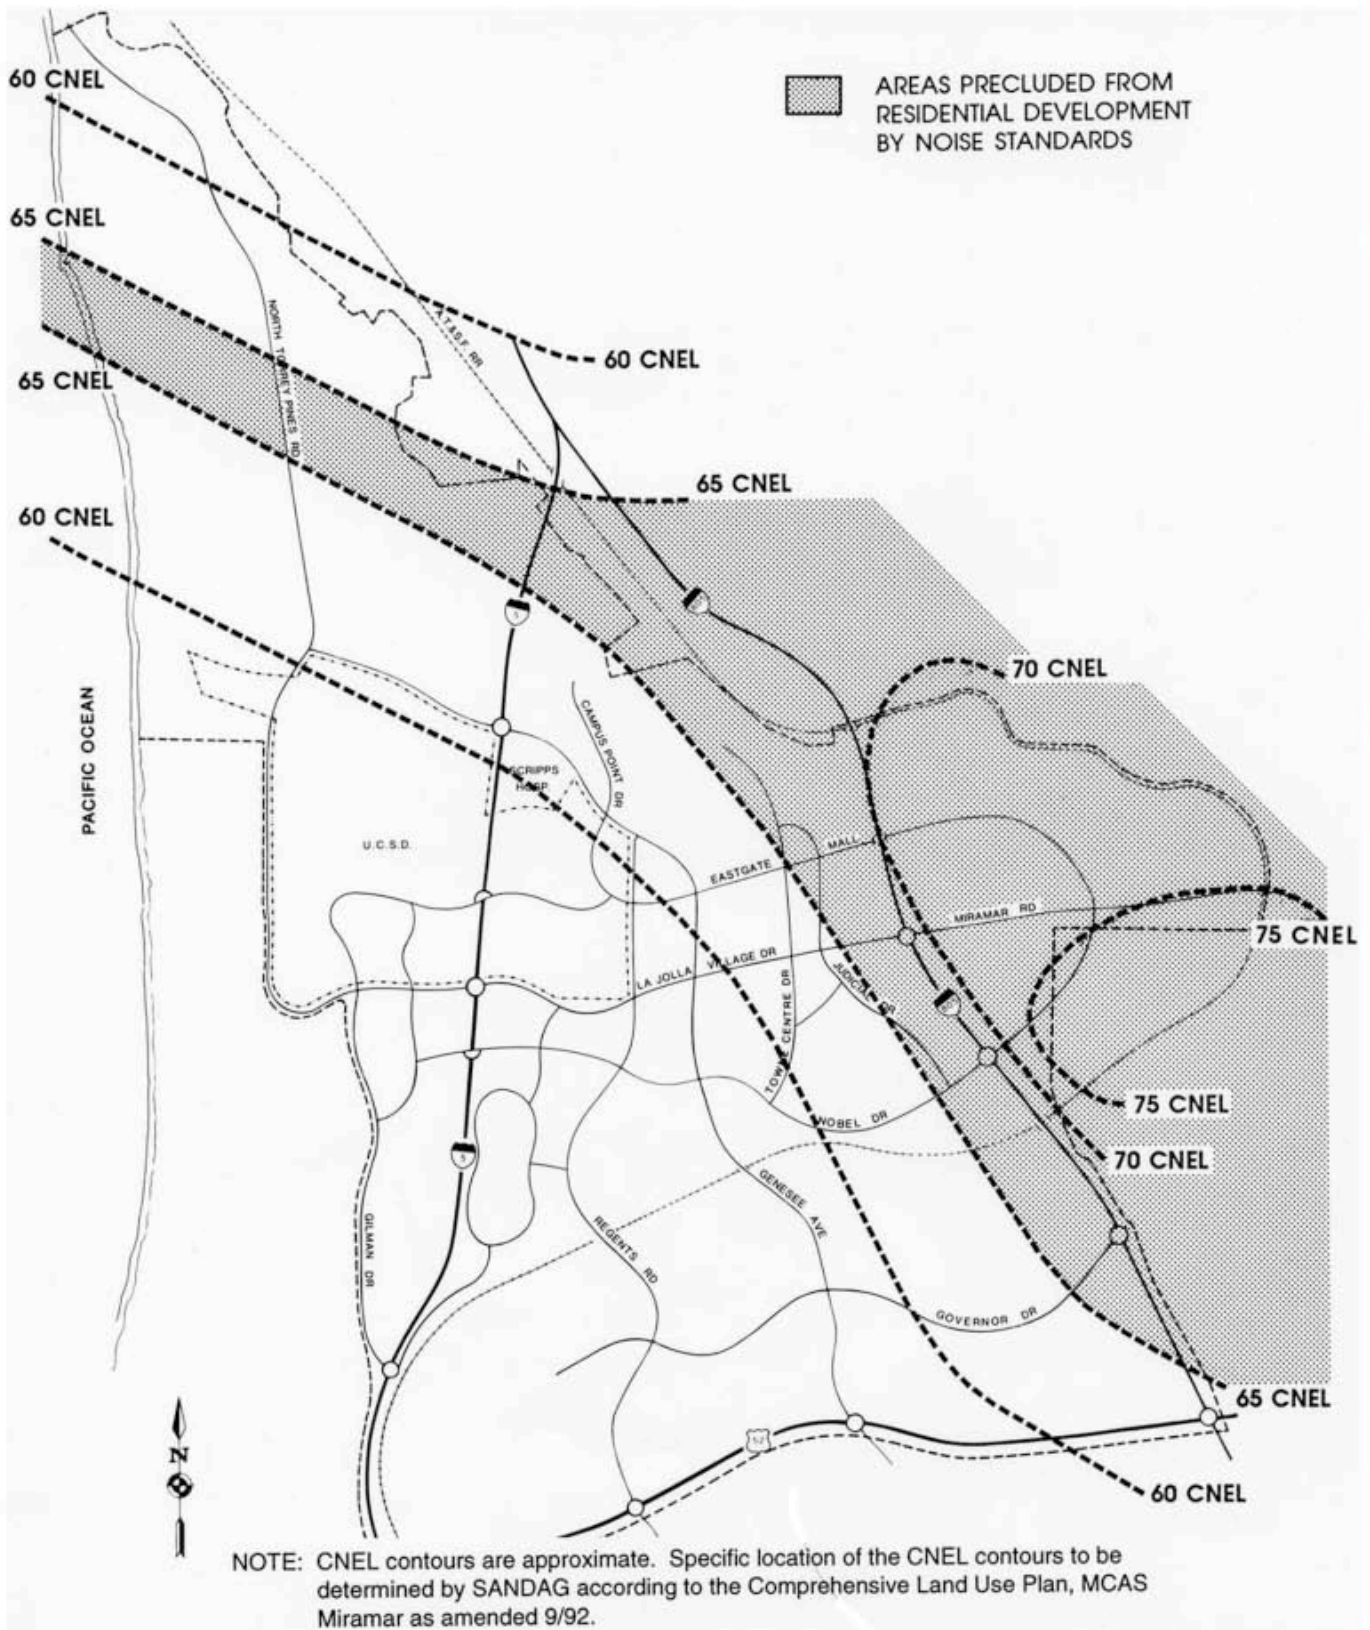 60 CNEL
AREAS PRECLUDED FROM
RESIDENTIAL DEVELOPMENT
BY NOISE STANDARDS
65 CNEL
NORTH TORREY PINES RD
A.T.&S.F. RR
60 CNEL
65 CNEL
65 CNEL
60 CNEL
5
70 CNEL
PACIFIC OCEAN
CAMPUS POINT DR
SCRIPPS
HOSP.
U.C.S.D.
EASTGATE MALL
MIRAMAR RD
75 CNEL
LA JOLLA VILLAGE DR
JUDICIAL DR
TOWNE CENTRE DR
75 CNEL
NOBEL DR
5
70 CNEL
GENESEE AVE
GILMAN DR
REGENTS RD
GOVERNOR DR
65 CNEL
52
N
60 CNEL
NOTE: CNEL contours are approximate. Specific location of the CNEL contours to be
determined by SANDAG according to the Comprehensive Land Use Plan, MCAS
Miramar as amended 9/92.